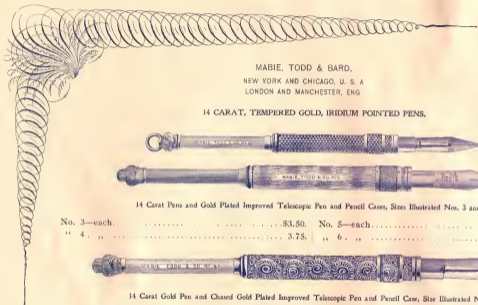 MABIE, TODD & BARD,
NEW YORK AND CHICAGO, U. S. A
LONDON AND MANCHESTER, ENG
14 CARAT, TEMPERED GOLD, IRIDIUM POINTED PENS.
MABIE, TODD & CO. N.Y.
14 Carat Pens and Gold Plated Improved Telescopic Pen and Pencil Cases, Sizes Illustrated Nos. 3 and
No. 3—each. ........ $3.50. No. 5—each........
„ 4. „ ........ 3.75. „ 6. „ ........
MABIE TODD & CO. N.Y.
14 Carat Gold Pen and Chased Gold Plated Improved Telescopic Pen and Pencil Case, Size Illustrated N